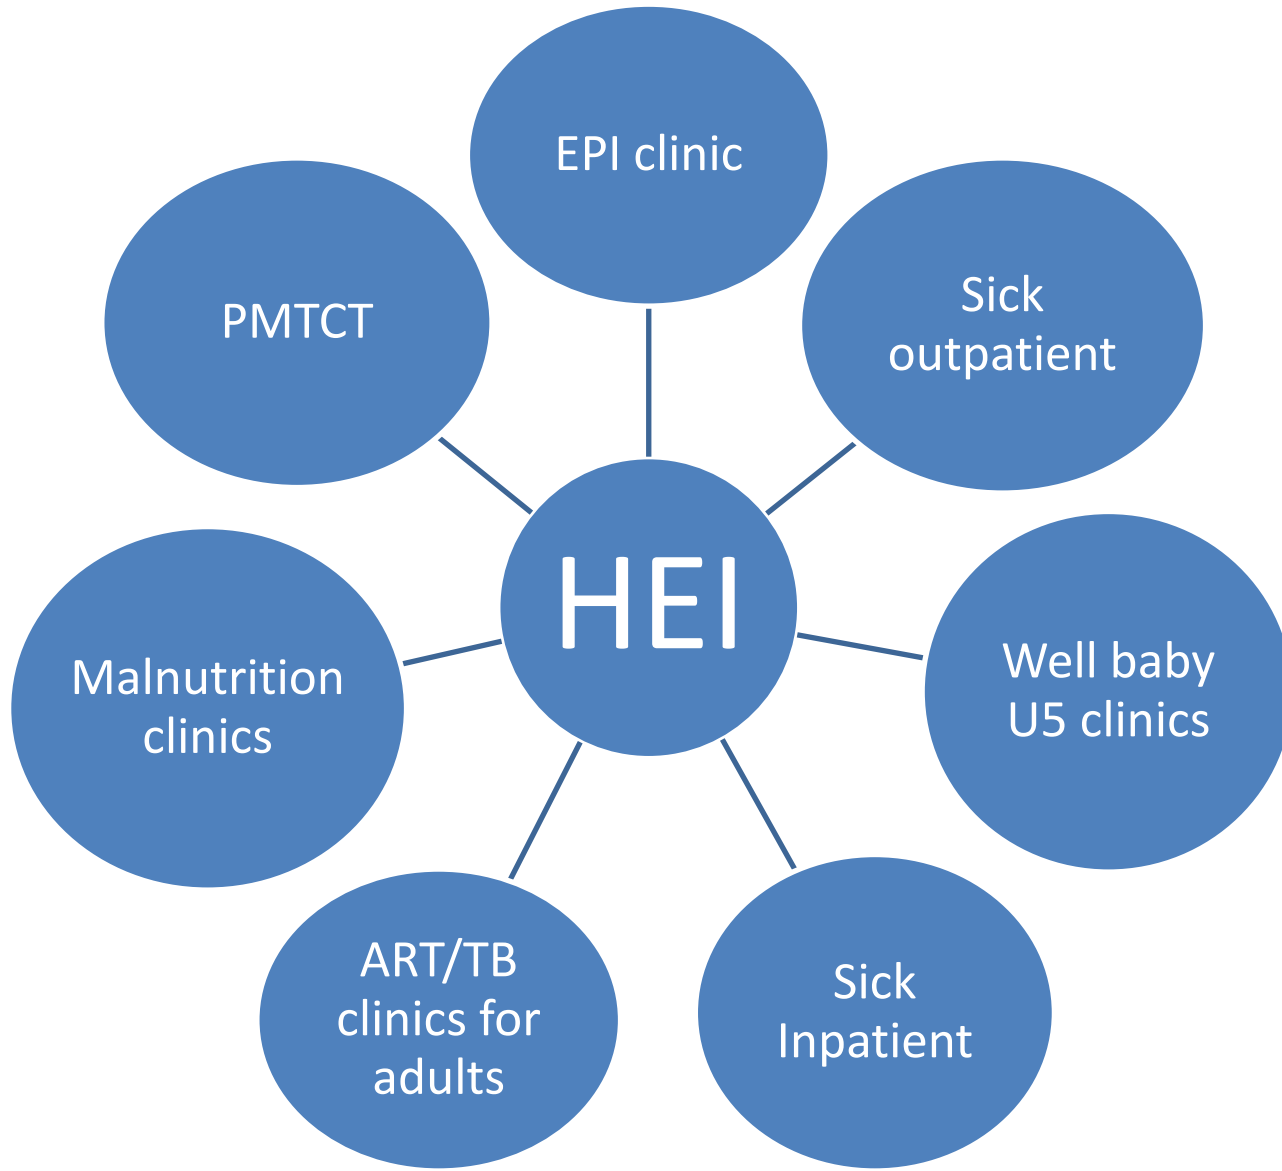 EPI clinic
Sick
outpatient
Well baby
U5 clinics
Sick
Inpatient
ART/TB
clinics for
adults
Malnutrition
clinics
PMTCT
HEI